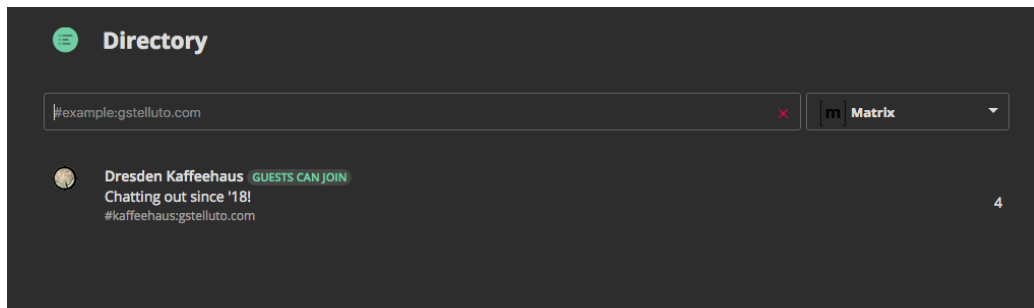 Directory
#example:gstelluto.com
[m] Matrix
Dresden Kaffeehaus GUESTS CAN JOIN
Chatting out since '18!
4
#kaffeehaus:gstelluto.com